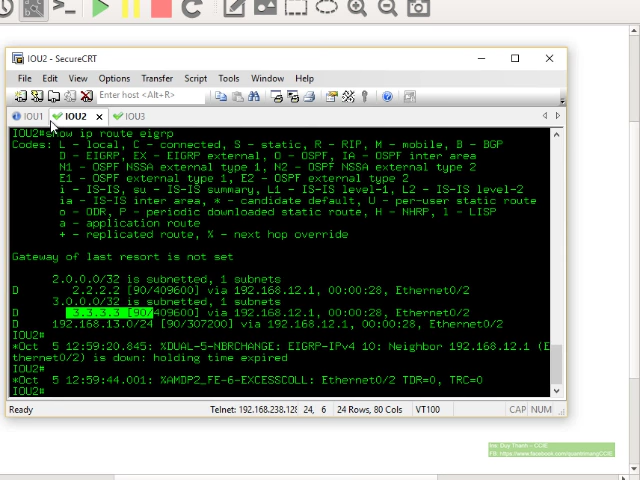 IOU2 - SecureCRT
File Edit View Options Transfer Script Tools Window Help
Enter host <Alt+R>
IOU1 IOU2 IOU3
IOU2#show ip route eigrp
Codes: L - local, C - connected, S - static, R - RIP, M - mobile, B - BGP
D - EIGRP, EX - EIGRP external, O - OSPF, IA - OSPF inter area
N1 - OSPF NSSA external type 1, N2 - OSPF NSSA external type 2
E1 - OSPF external type 1, E2 - OSPF external type 2
i - IS-IS, su - IS-IS summary, L1 - IS-IS level-1, L2 - IS-IS level-2
ia - IS-IS inter area, * - candidate default, U - per-user static route
o - ODR, P - periodic downloaded static route, H - NHRP, l - LISP
a - application route
+ - replicated route, % - next hop override
Gateway of last resort is not set
2.0.0.0/32 is subnetted, 1 subnets
D 2.2.2.2 [90/409600] via 192.168.12.1, 00:00:28, Ethernet0/2
3.0.0.0/32 is subnetted, 1 subnets
D 3.3.3.3 [90/409600] via 192.168.12.1, 00:00:28, Ethernet0/2
D 192.168.13.0/24 [90/307200] via 192.168.12.1, 00:00:28, Ethernet0/2
IOU2#
*Oct 5 12:59:20.845: %DUAL-5-NBRCHANGE: EIGRP-IPv4 10: Neighbor 192.168.12.1 (E
thernet0/2) is down: holding time expired
IOU2#
*Oct 5 12:59:44.001: %AMDP2_FE-6-EXCESSCOLL: Ethernet0/2 TDR=0, TRC=0
IOU2#
Ready Telnet: 192.168.238.128 24, 6 24 Rows, 80 Cols VT100 CAP NUM
Ins: Duy Thanh – CCIE
FB: https://www.facebook.com/quantrimangCCIE